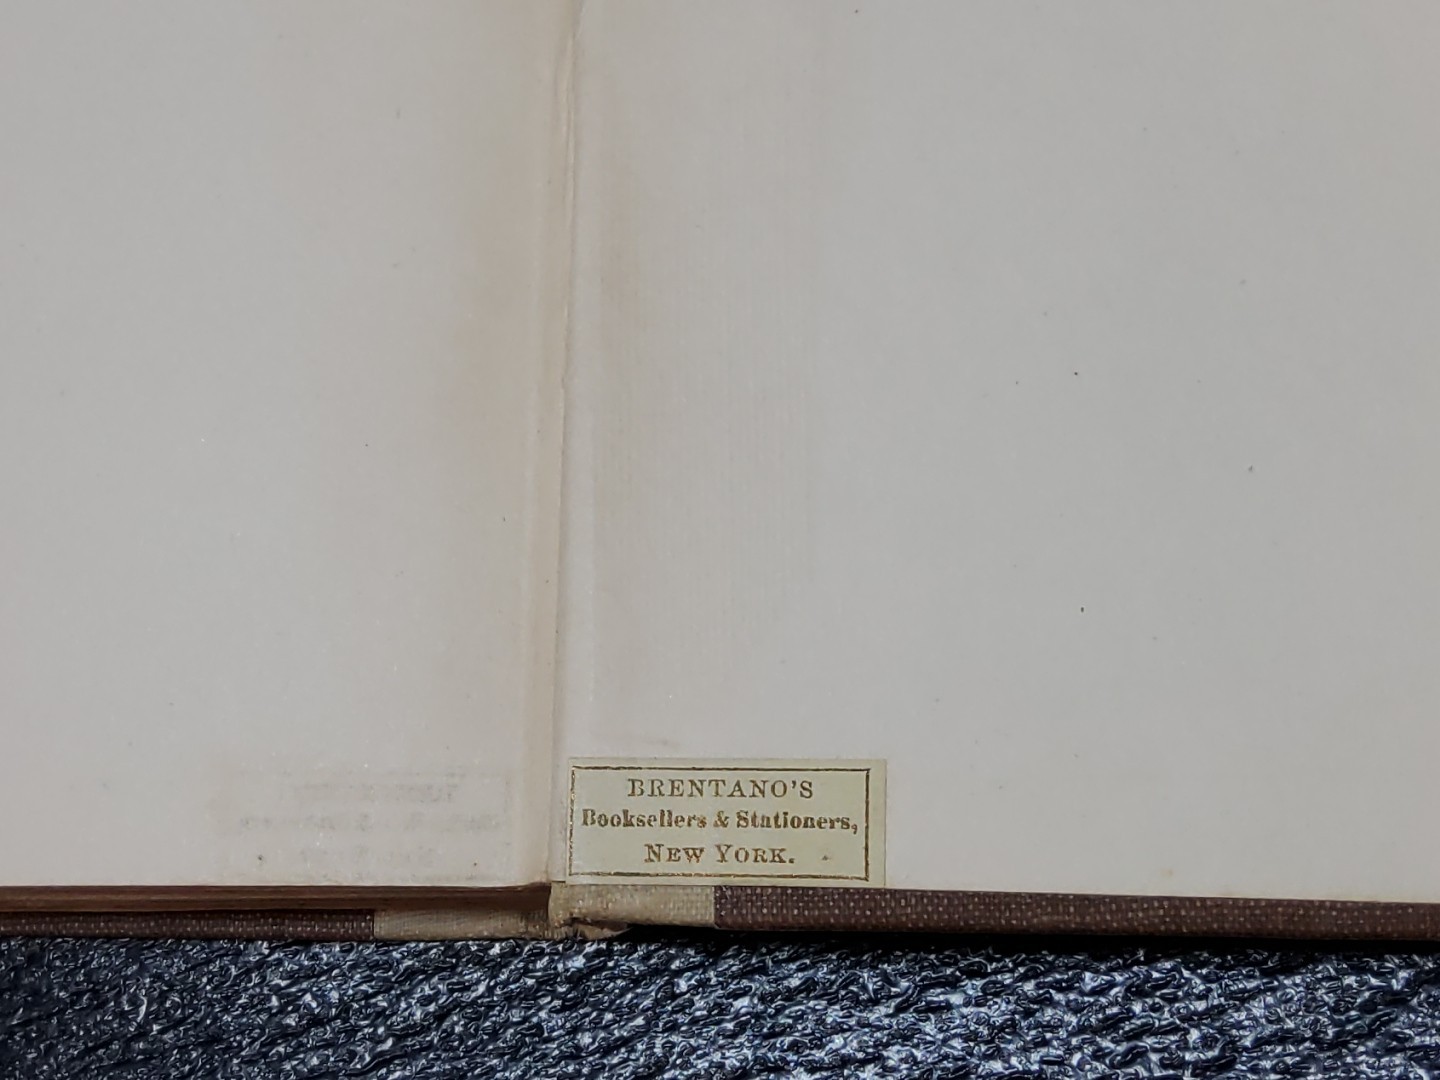 BRENTANO'S
Booksellers & Stationers,
NEW YORK.